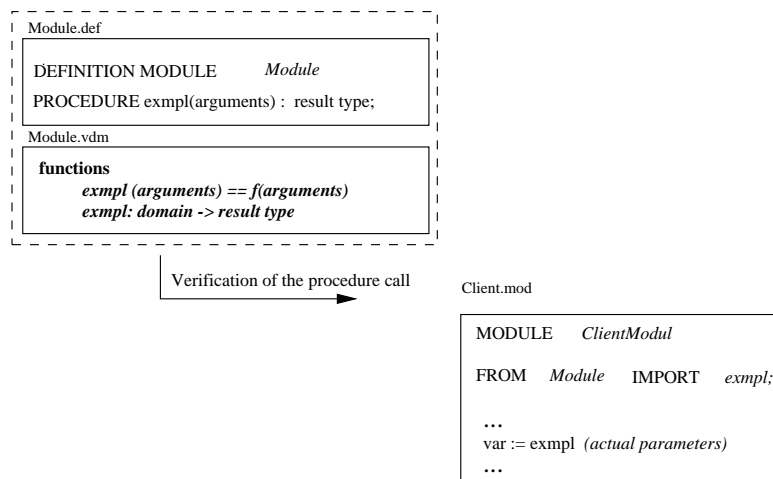 Module.def
DEFINITION MODULE Module
PROCEDURE exmpl(arguments) : result type;
Module.vdm
functions
exmpl (arguments) == f(arguments)
exmpl: domain -> result type
Verification of the procedure call
Client.mod
MODULE ClientModul
FROM Module IMPORT exmpl;
...
var := exmpl (actual parameters)
...